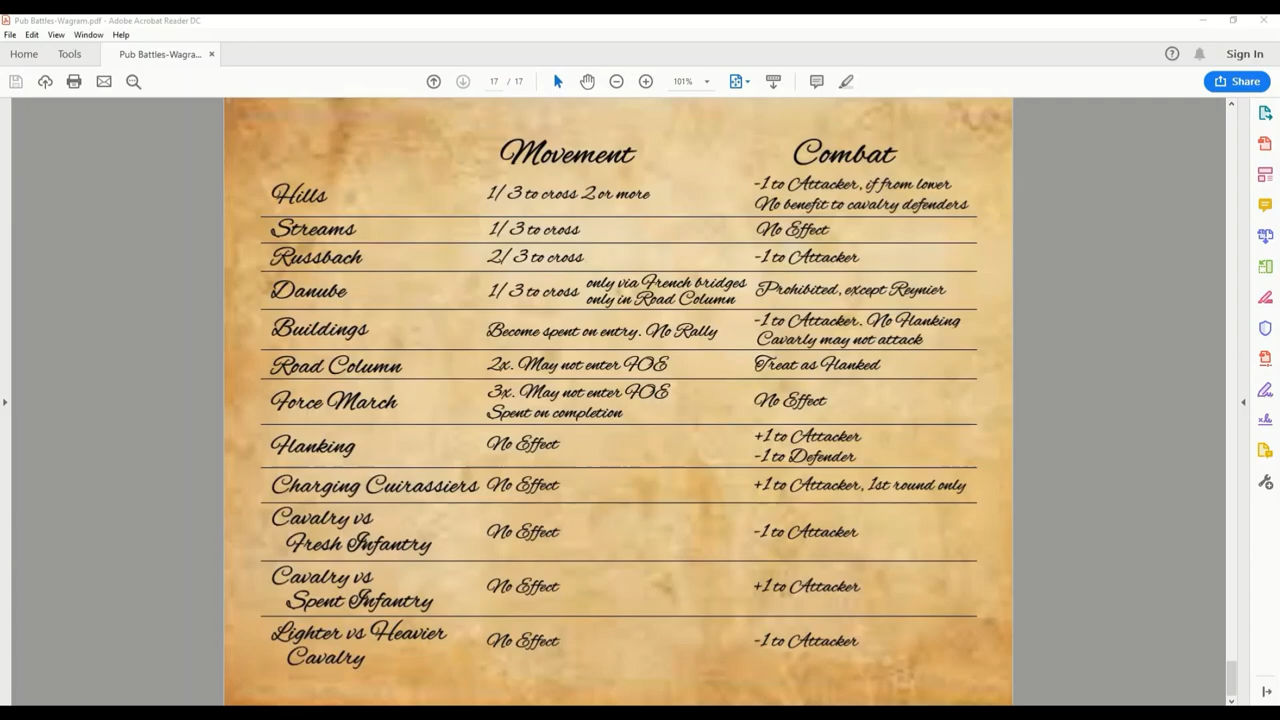 Pub Battles-Wagram.pdf - Adobe Acrobat Reader DC
File Edit View Window Help
Home Tools Pub Battles-Wagra... × Sign In
17 / 17 101% Share
Movement Combat
Hills 1/3 to cross 2 or more -1 to Attacker, if from lower
No benefit to cavalry defenders
Streams 1/3 to cross No Effect
Russbach 2/3 to cross -1 to Attacker
Danube 1/3 to cross only via French bridges Prohibited, except Reynier
only in Road Column
Buildings Become spent on entry. No Rally -1 to Attacker. No Flanking
Cavarly may not attack
Road Column 2x. May not enter FOE Treat as Flanked
Force March 3x. May not enter FOE No Effect
Spent on completion
Flanking No Effect +1 to Attacker
-1 to Defender
Charging Cuirassiers No Effect +1 to Attacker, 1st round only
Cavalry vs
Fresh Infantry No Effect -1 to Attacker
Cavalry vs
Spent Infantry No Effect +1 to Attacker
Lighter vs Heavier
Cavalry No Effect -1 to Attacker